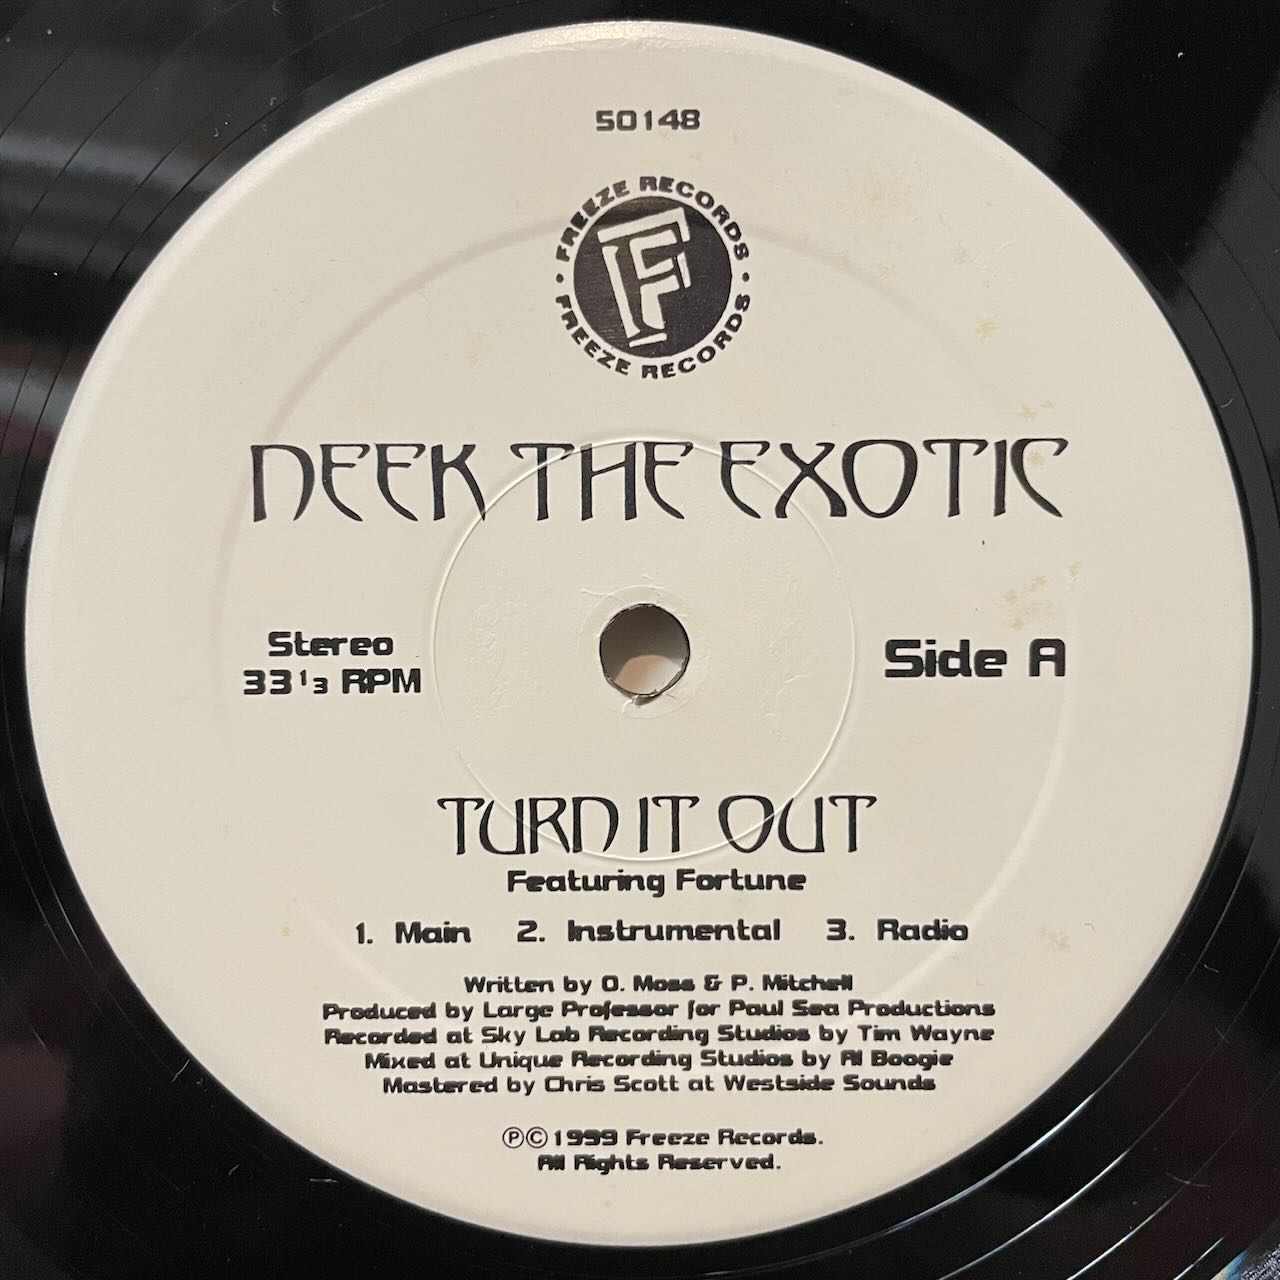 50148
FREEZE RECORDS
F
• FREEZE RECORDS •
NEEK THE EXOTIC
Stereo
33 1/3 RPM
Side A
TURN IT OUT
Featuring Fortune
1. Main 2. Instrumental 3. Radio
Written by O. Moss & P. Mitchell
Produced by Large Professor for Paul Sea Productions
Recorded at Sky Lab Recording Studios by Tim Wayne
Mixed at Unique Recording Studios by Al Boogie
Mastered by Chris Scott at Westside Sounds
℗© 1999 Freeze Records.
All Rights Reserved.